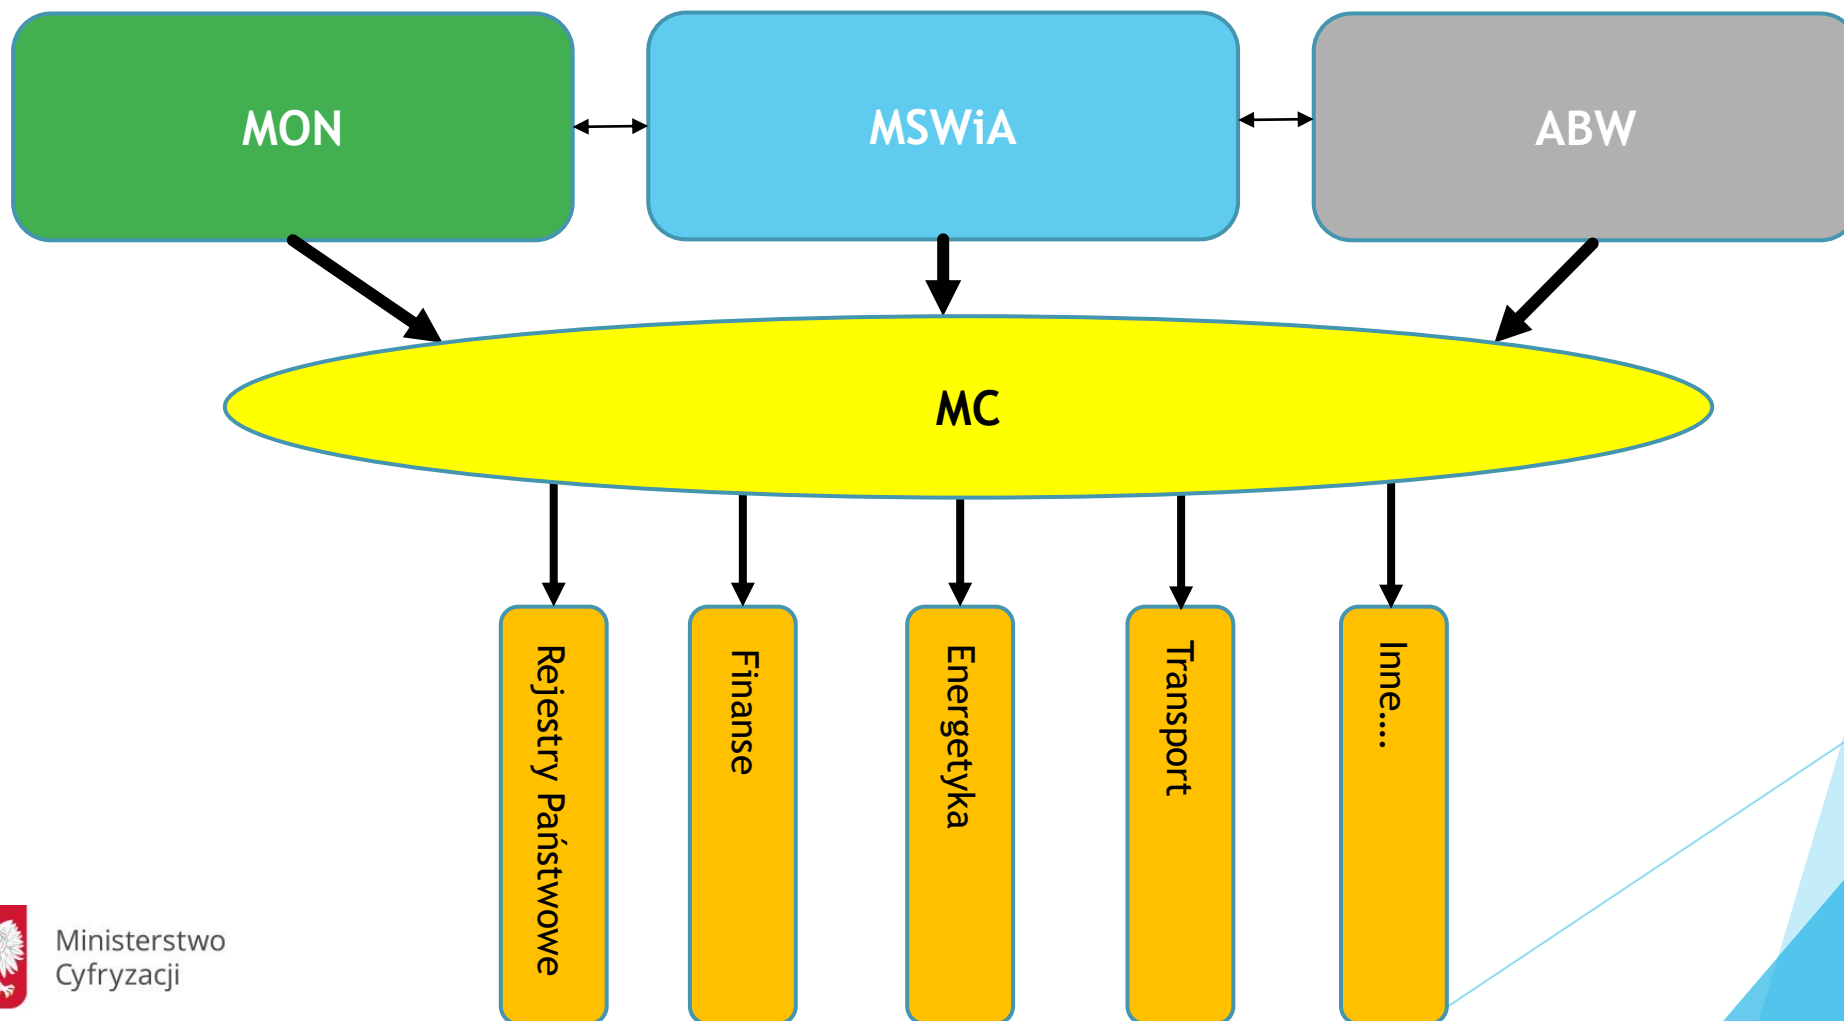 MON
MSWiA
ABW
MC
Rejestry Państwowe
Finanse
Energetyka
Transport
Inne....
Ministerstwo
Cyfryzacji